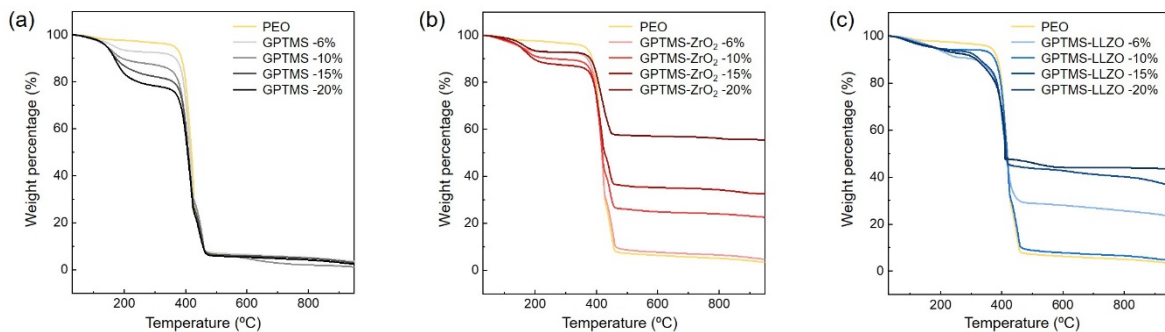 (a)
PEO
GPTMS -6%
GPTMS -10%
GPTMS -15%
GPTMS -20%
100
80
60
40
20
0
Weight percentage (%)
200
400
600
800
Temperature (ºC)
(b)
PEO
GPTMS-ZrO₂ -6%
GPTMS-ZrO₂ -10%
GPTMS-ZrO₂ -15%
GPTMS-ZrO₂ -20%
100
80
60
40
20
0
Weight percentage (%)
200
400
600
800
Temperature (ºC)
(c)
PEO
GPTMS-LLZO -6%
GPTMS-LLZO -10%
GPTMS-LLZO -15%
GPTMS-LLZO -20%
100
80
60
40
20
0
Weight percentage (%)
200
400
600
800
Temperature (ºC)